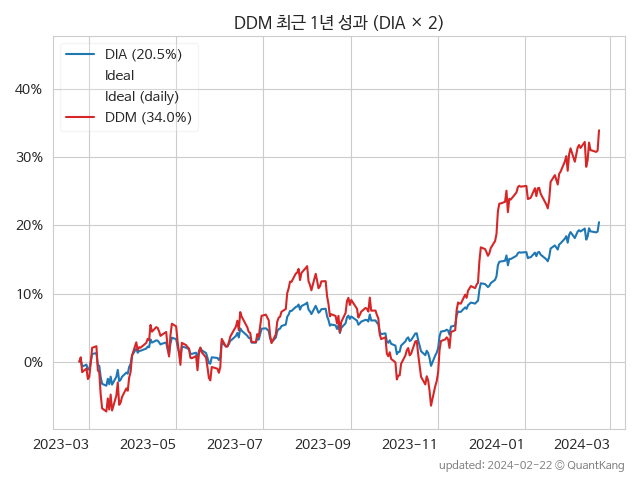 DDM 최근 1년 성과 (DIA × 2)
DIA (20.5%)
Ideal
Ideal (daily)
DDM (34.0%)
40%
30%
20%
10%
0%
2023-03 2023-05 2023-07 2023-09 2023-11 2024-01 2024-03
updated: 2024-02-22 © QuantKang